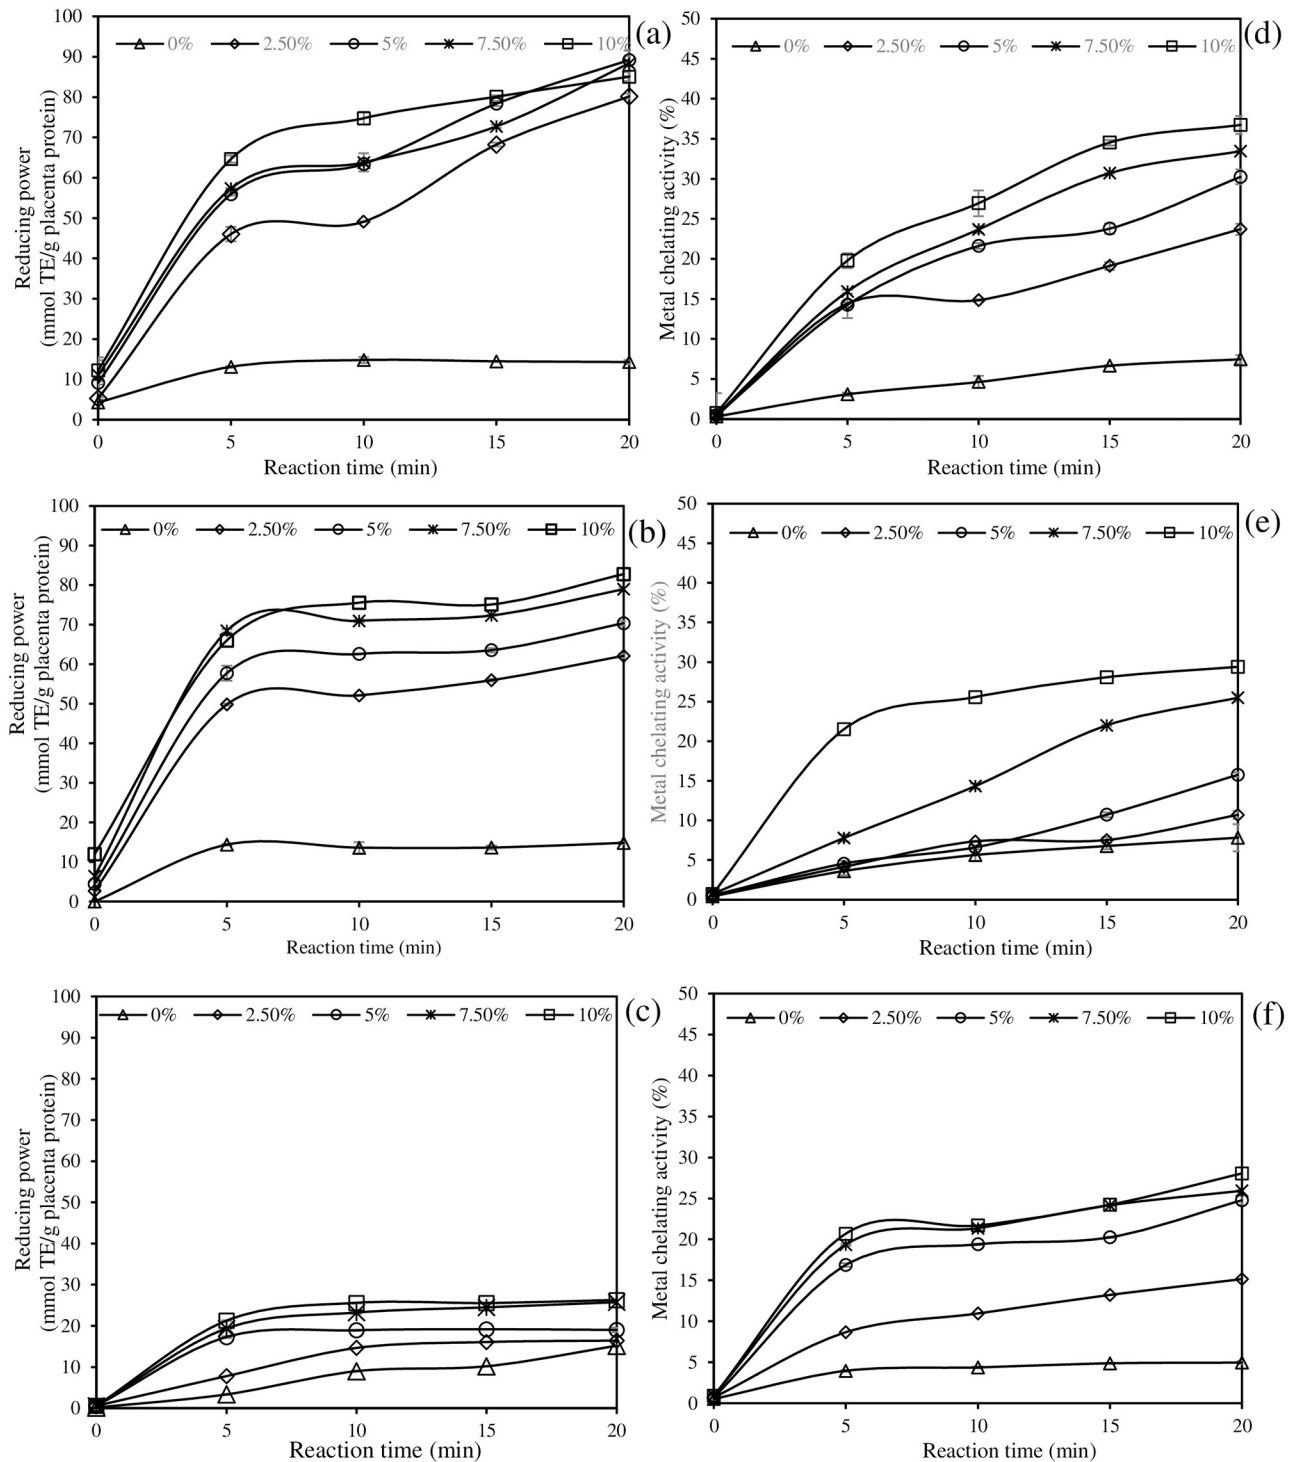 (a)
0% 2.50% 5% 7.50% 10%
100
90
80
70
60
50
40
30
20
10
0
Reducing power
(mmol TE/g placenta protein)
0 5 10 15 20
Reaction time (min)
(d)
0% 2.50% 5% 7.50% 10%
50
45
40
35
30
25
20
15
10
5
0
Metal chelating activity (%)
0 5 10 15 20
Reaction time (min)
(b)
0% 2.50% 5% 7.50% 10%
100
90
80
70
60
50
40
30
20
10
0
Reducing power
(mmol TE/g placenta protein)
0 5 10 15 20
Reaction time (min)
(e)
0% 2.50% 5% 7.50% 10%
50
45
40
35
30
25
20
15
10
5
0
Metal chelating activity (%)
0 5 10 15 20
Reaction time (min)
(c)
0% 2.50% 5% 7.50% 10%
100
90
80
70
60
50
40
30
20
10
0
Reducing power
(mmol TE/g placenta protein)
0 5 10 15 20
Reaction time (min)
(f)
0% 2.50% 5% 7.50% 10%
50
45
40
35
30
25
20
15
10
5
0
Metal chelating activity (%)
0 5 10 15 20
Reaction time (min)